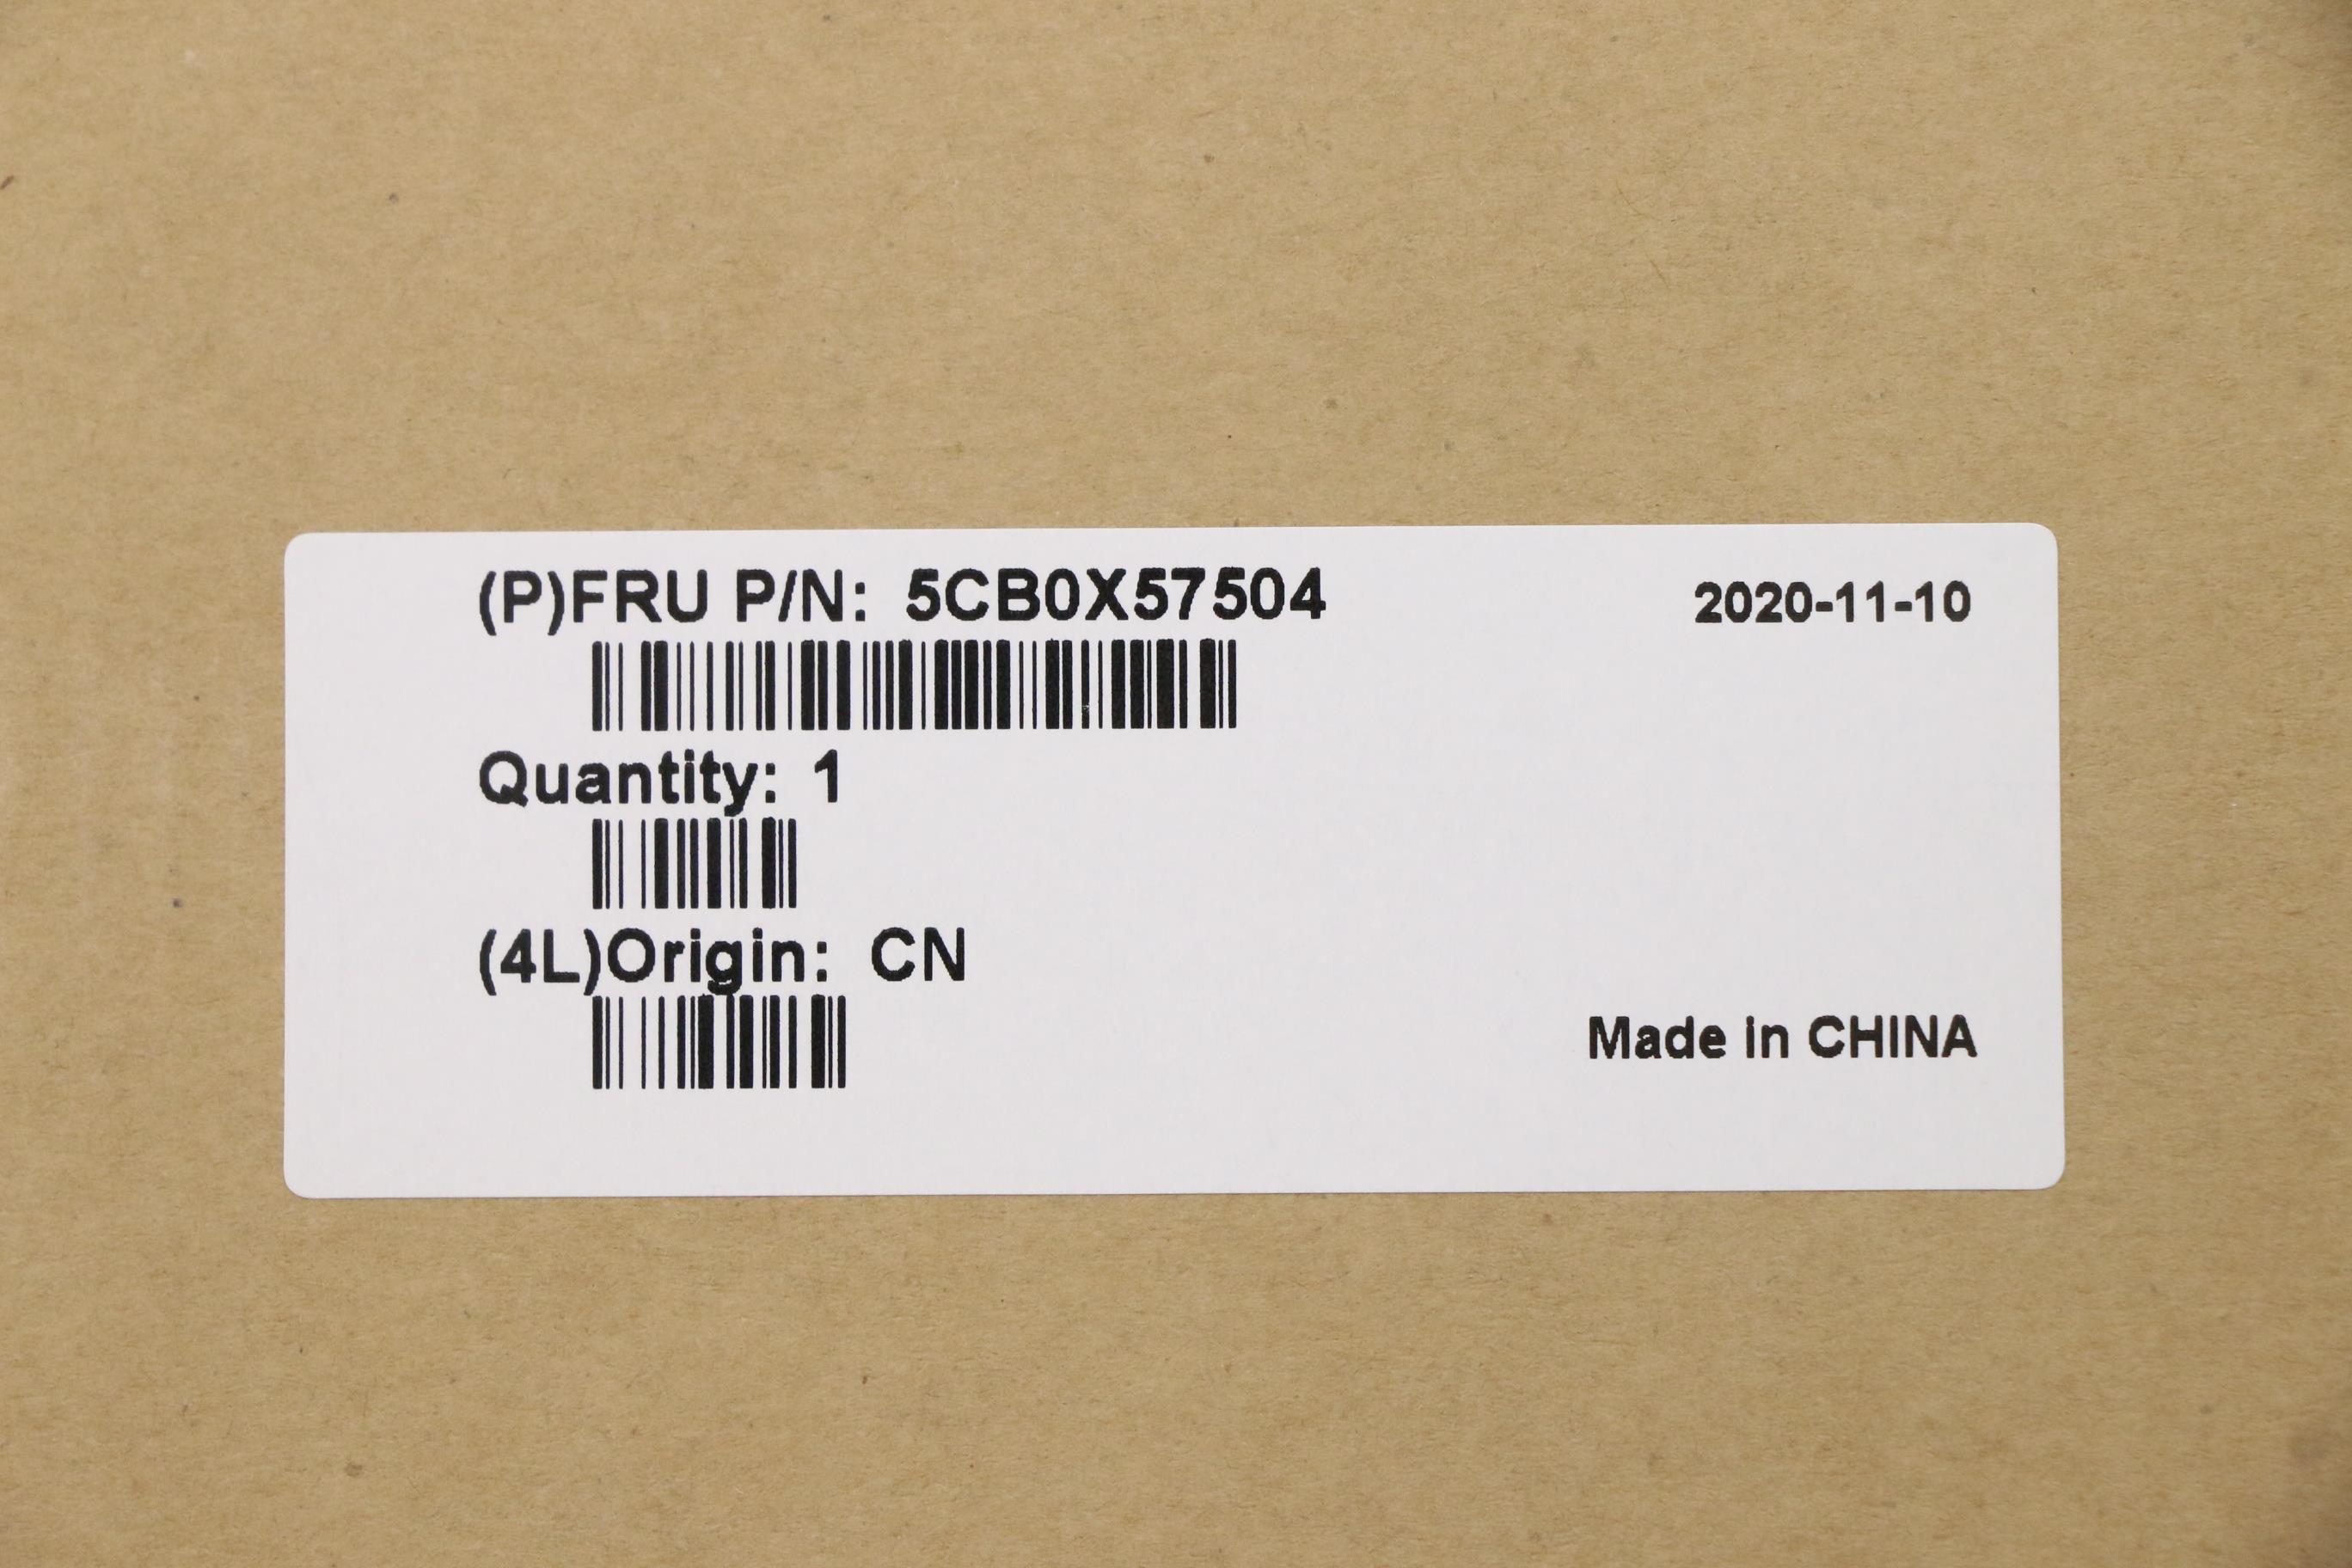 (P)FRU P/N: 5CB0X57504
2020-11-10
Quantity: 1
(4L)Origin: CN
Made in CHINA